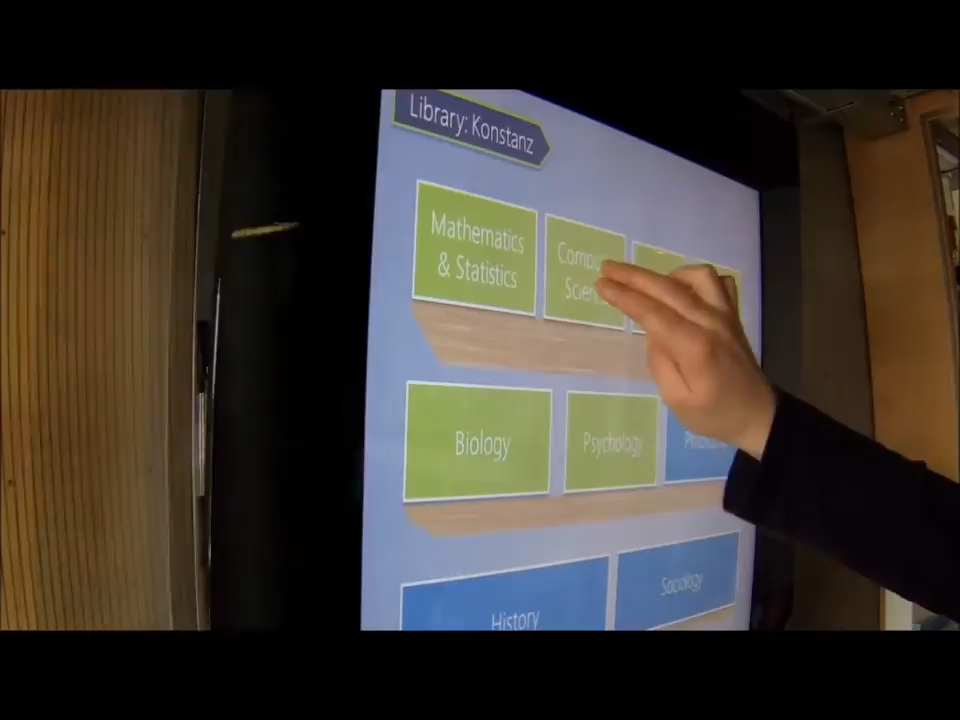 Library: Konstanz
Mathematics
& Statistics
Biology
Psychology
History
Sociology